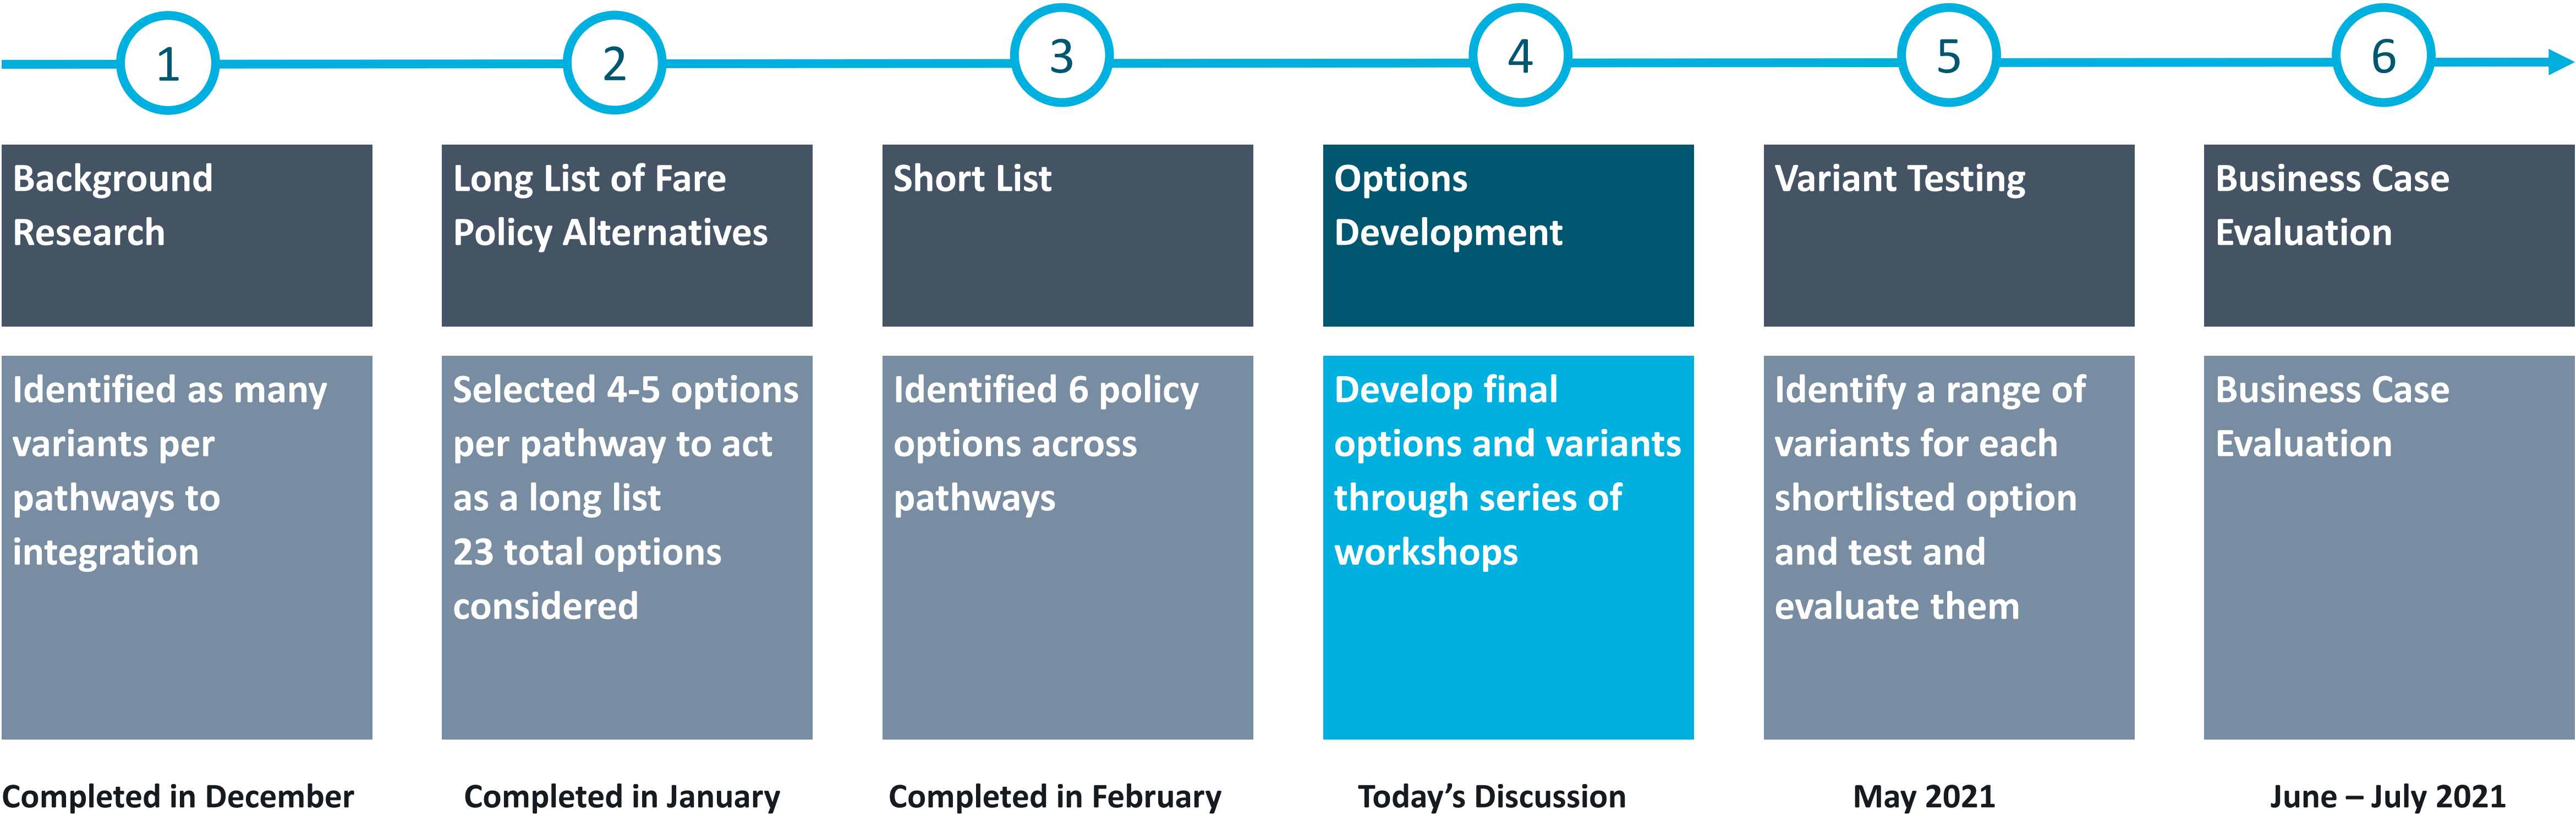 1
2
3
4
5
6
Background
Research
Long List of Fare
Policy Alternatives
Short List
Options
Development
Variant Testing
Business Case
Evaluation
Identified as many
variants per
pathways to
integration
Selected 4-5 options
per pathway to act
as a long list
23 total options
considered
Identified 6 policy
options across
pathways
Develop final
options and variants
through series of
workshops
Identify a range of
variants for each
shortlisted option
and test and
evaluate them
Business Case
Evaluation
Completed in December
Completed in January
Completed in February
Today’s Discussion
May 2021
June – July 2021